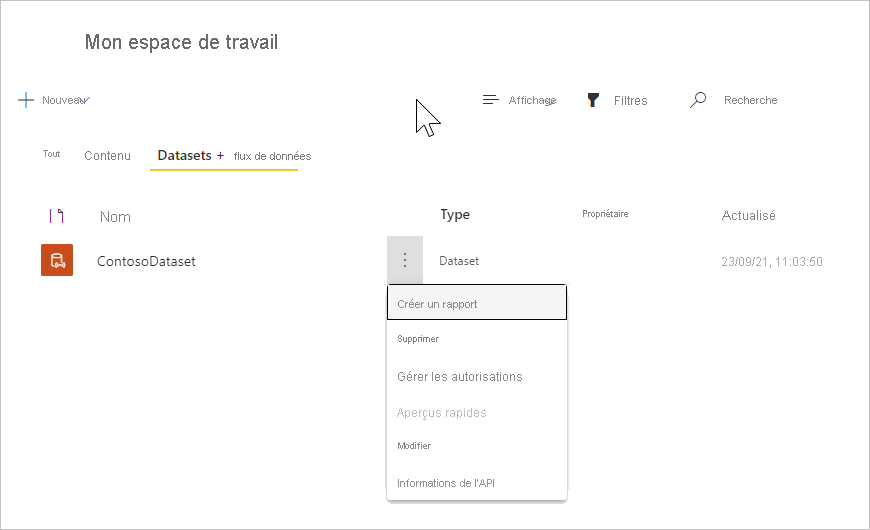 Mon espace de travail
Nouveau Affichage Filtres Recherche
Tout Contenu Datasets + flux de données
Nom Type Propriétaire Actualisé
ContosoDataset Dataset 23/09/21, 11:03:50
Créer un rapport
Supprimer
Gérer les autorisations
Aperçus rapides
Modifier
Informations de l'API